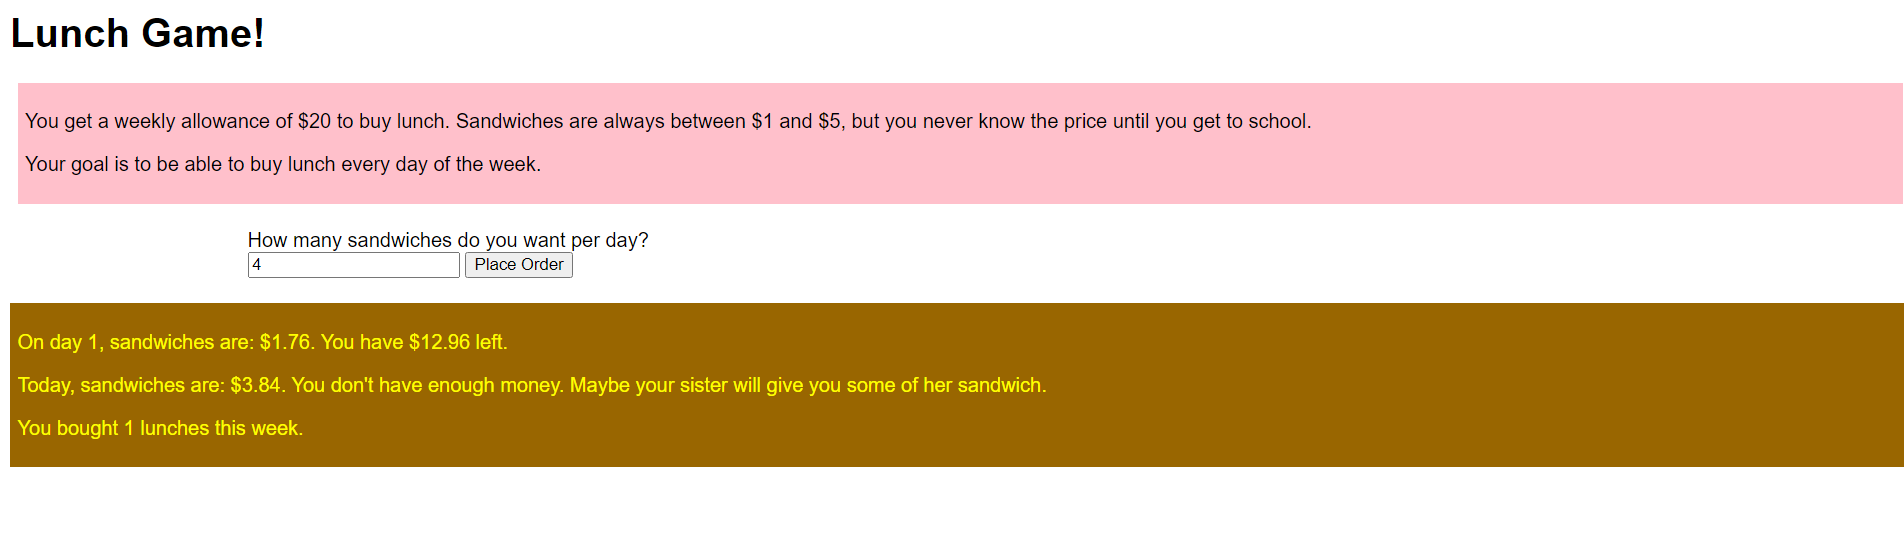 Lunch Game!
You get a weekly allowance of $20 to buy lunch. Sandwiches are always between $1 and $5, but you never know the price until you get to school.
Your goal is to be able to buy lunch every day of the week.
How many sandwiches do you want per day?
4 Place Order
On day 1, sandwiches are: $1.76. You have $12.96 left.
Today, sandwiches are: $3.84. You don't have enough money. Maybe your sister will give you some of her sandwich.
You bought 1 lunches this week.